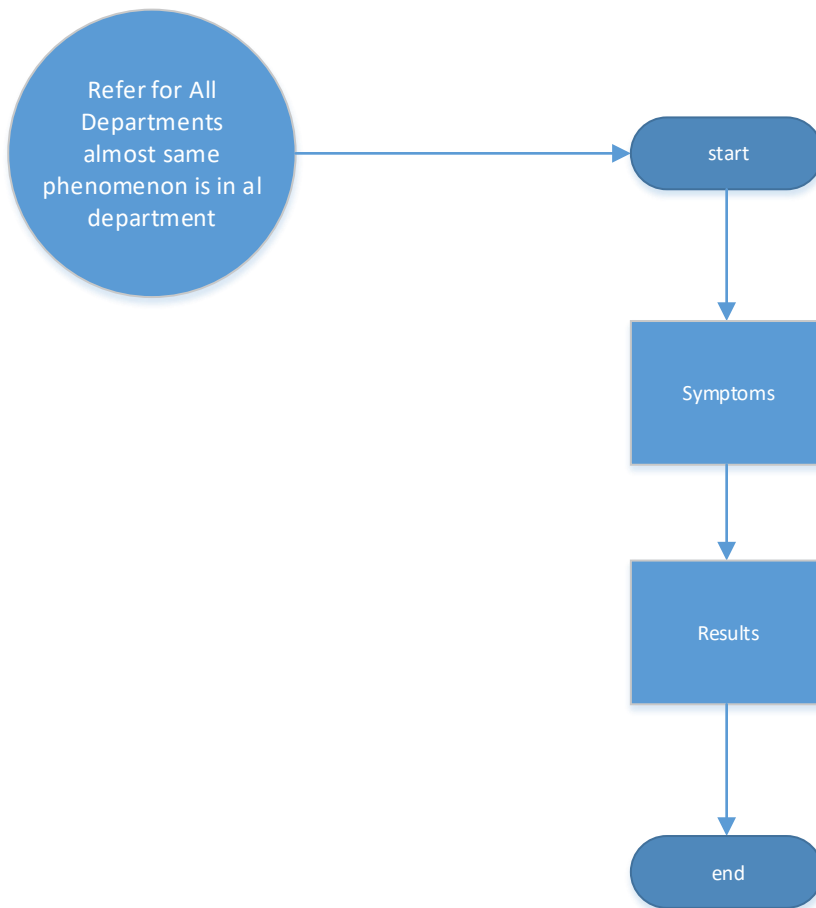 Refer for All
Departments
almost same
phenomenon is in al
department
start
Symptoms
Results
end